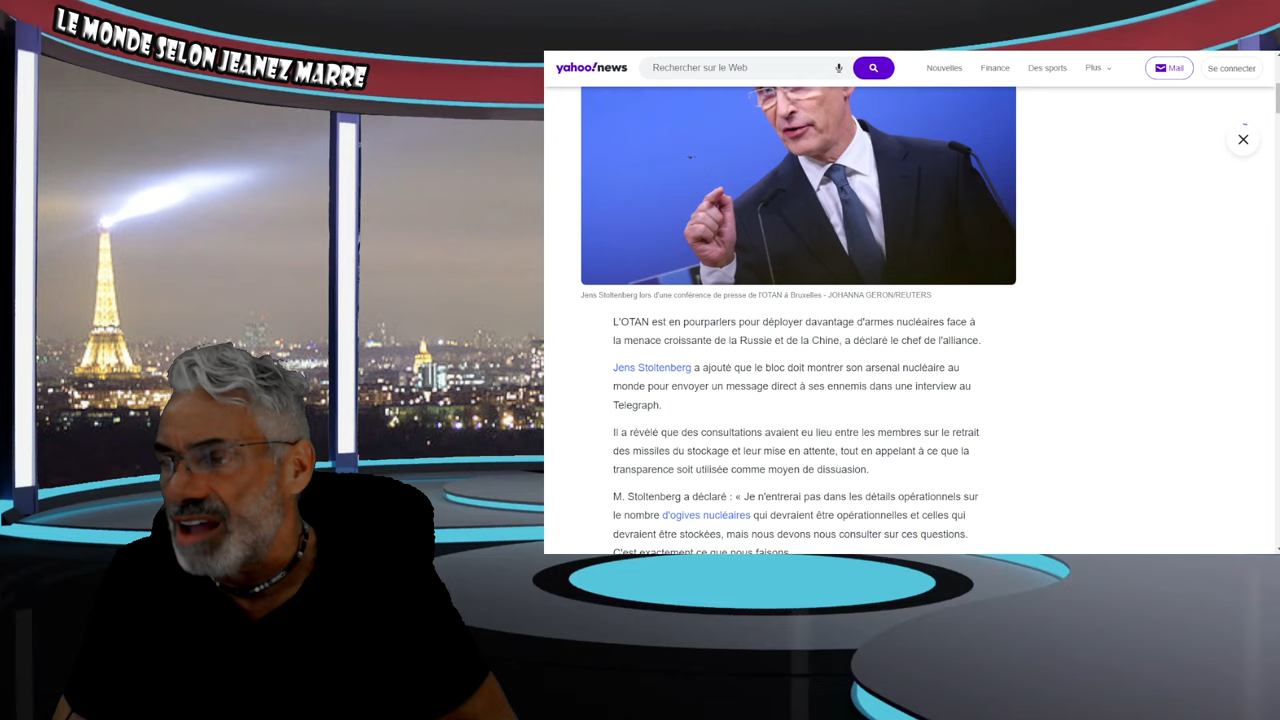 LE MONDE SELON JEANEZ MARRE
yahoo!news
Rechercher sur le Web
Nouvelles
Finance
Des sports
Plus
Mail
Se connecter
Jens Stoltenberg lors d'une conférence de presse de l'OTAN à Bruxelles - JOHANNA GERON/REUTERS
L'OTAN est en pourparlers pour déployer davantage d'armes nucléaires face à
la menace croissante de la Russie et de la Chine, a déclaré le chef de l'alliance.
Jens Stoltenberg a ajouté que le bloc doit montrer son arsenal nucléaire au
monde pour envoyer un message direct à ses ennemis dans une interview au
Telegraph.
Il a révélé que des consultations avaient eu lieu entre les membres sur le retrait
des missiles du stockage et leur mise en attente, tout en appelant à ce que la
transparence soit utilisée comme moyen de dissuasion.
M. Stoltenberg a déclaré : « Je n'entrerai pas dans les détails opérationnels sur
le nombre d'ogives nucléaires qui devraient être opérationnelles et celles qui
devraient être stockées, mais nous devons nous consulter sur ces questions.
C'est exactement ce que nous faisons.